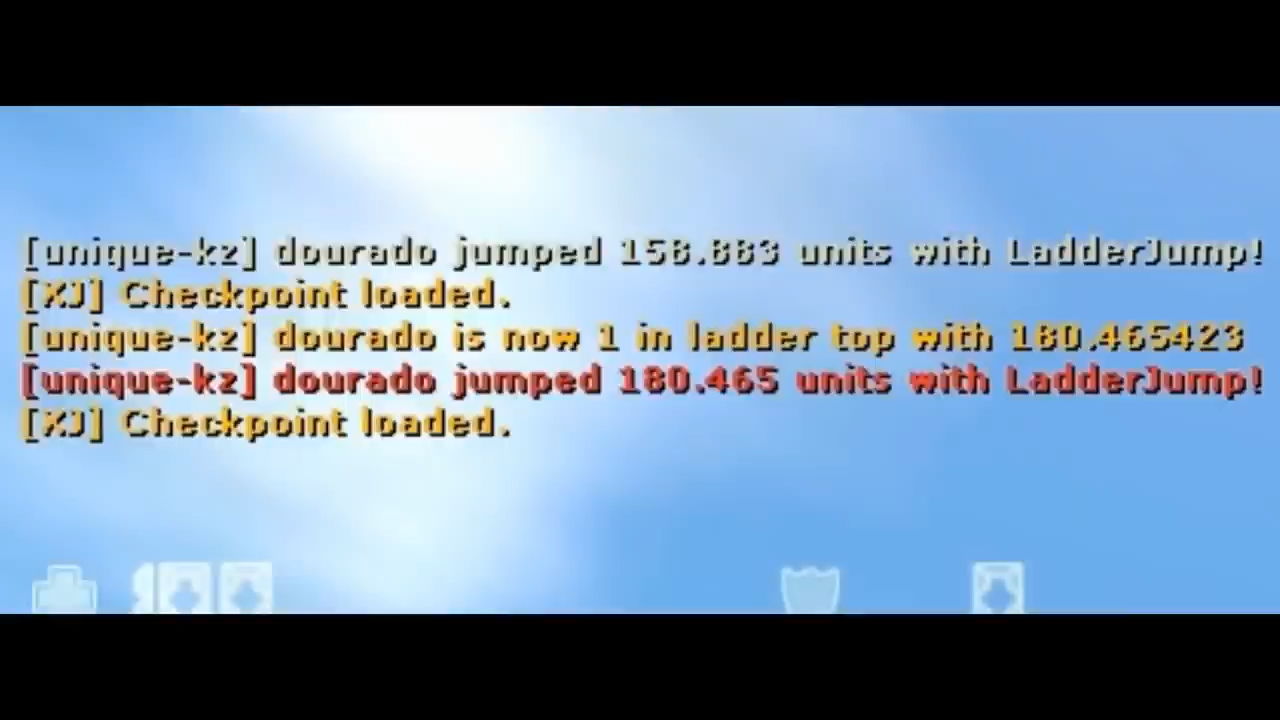 [unique-kz] dourado jumped 158.883 units with LadderJump!
[XJ] Checkpoint loaded.
[unique-kz] dourado is now 1 in ladder top with 180.465423
[unique-kz] dourado jumped 180.465 units with LadderJump!
[XJ] Checkpoint loaded.